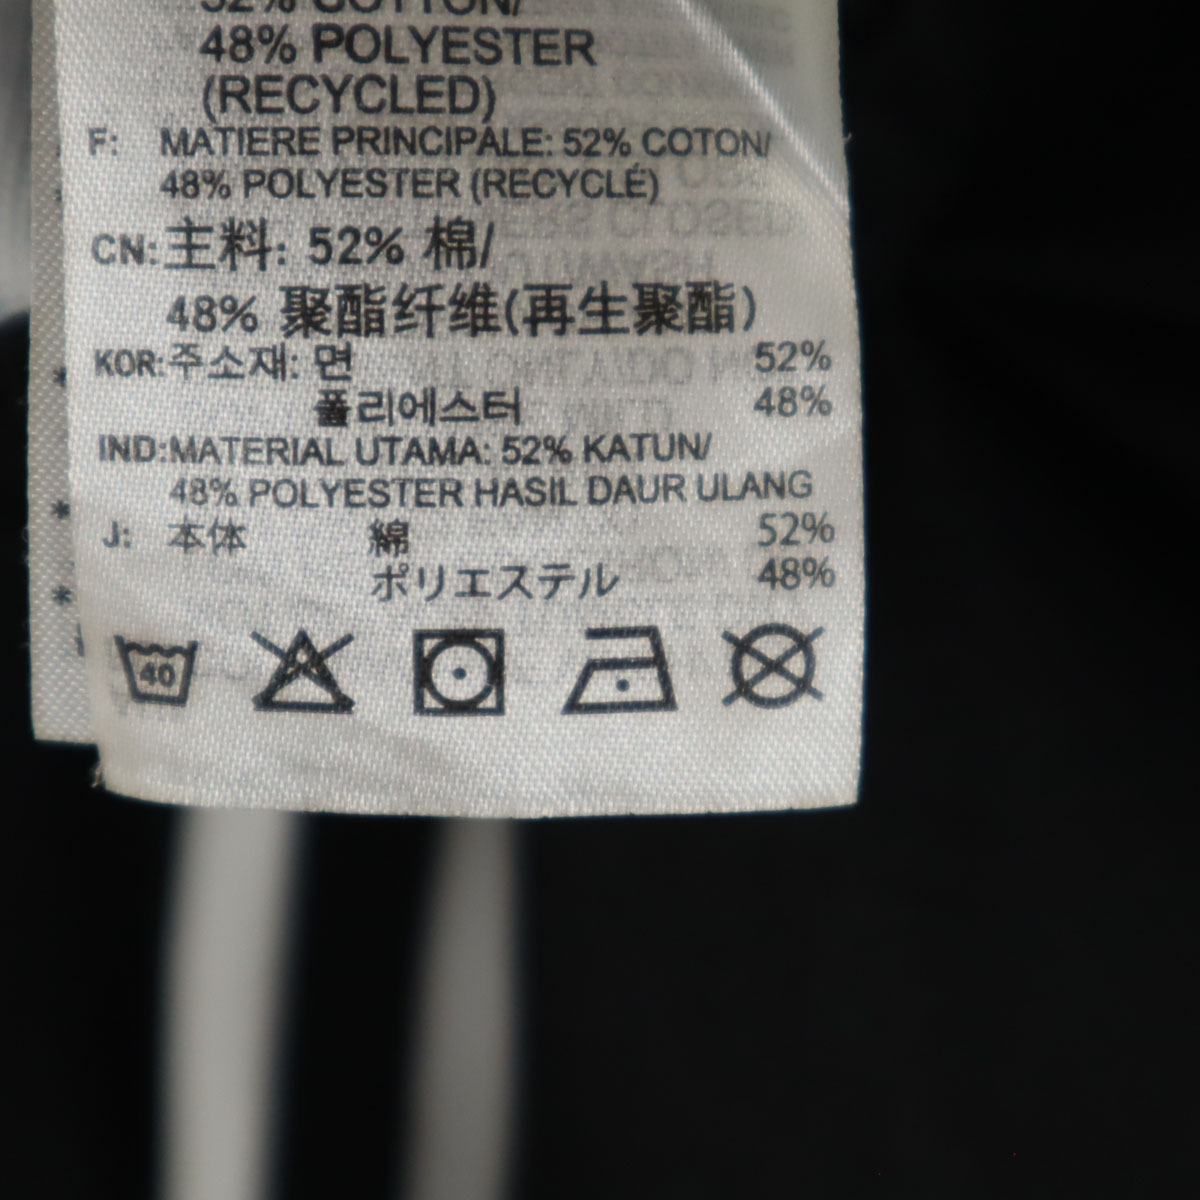 52% COTTON/
48% POLYESTER
(RECYCLED)
F: MATIERE PRINCIPALE: 52% COTON/
48% POLYESTER (RECYCLÉ)
CN: 主料: 52% 棉/
48% 聚酯纤维(再生聚酯)
KOR: 주소재: 면 52%
폴리에스터 48%
IND: MATERIAL UTAMA: 52% KATUN/
48% POLYESTER HASIL DAUR ULANG
J: 本体 綿 52%
ポリエステル 48%
40